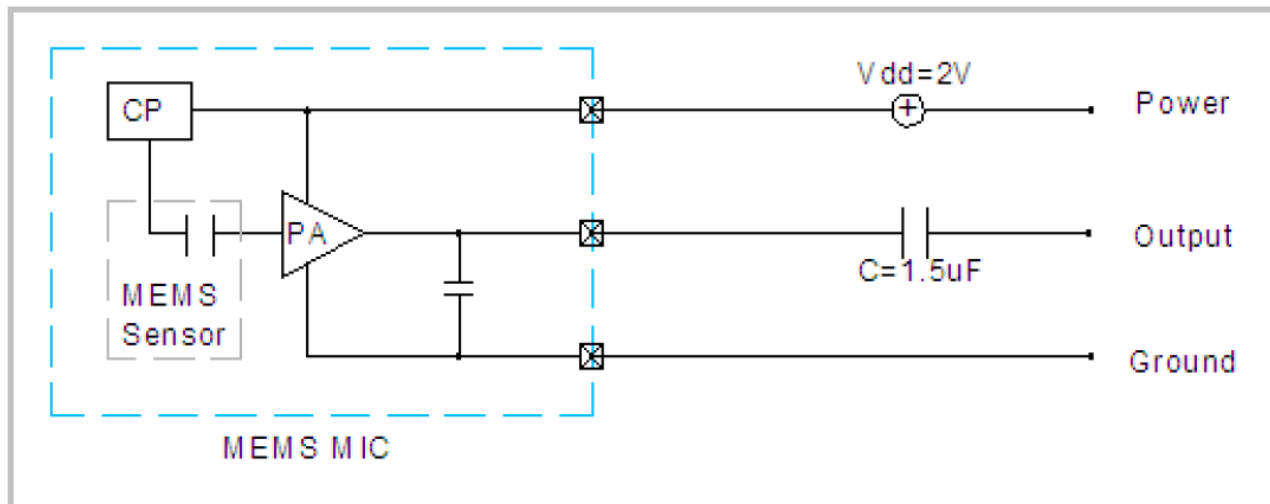 Vdd=2V
CP
Power
PA
Output
C=1.5uF
MEMS
Sensor
Ground
MEMS MIC